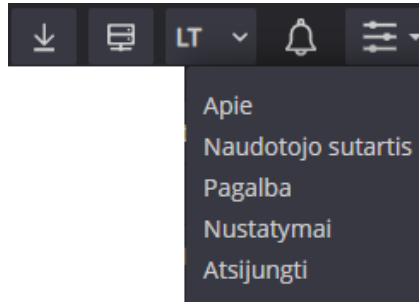 LT
Apie
Naudotojo sutartis
Pagalba
Nustatymai
Atsijungti